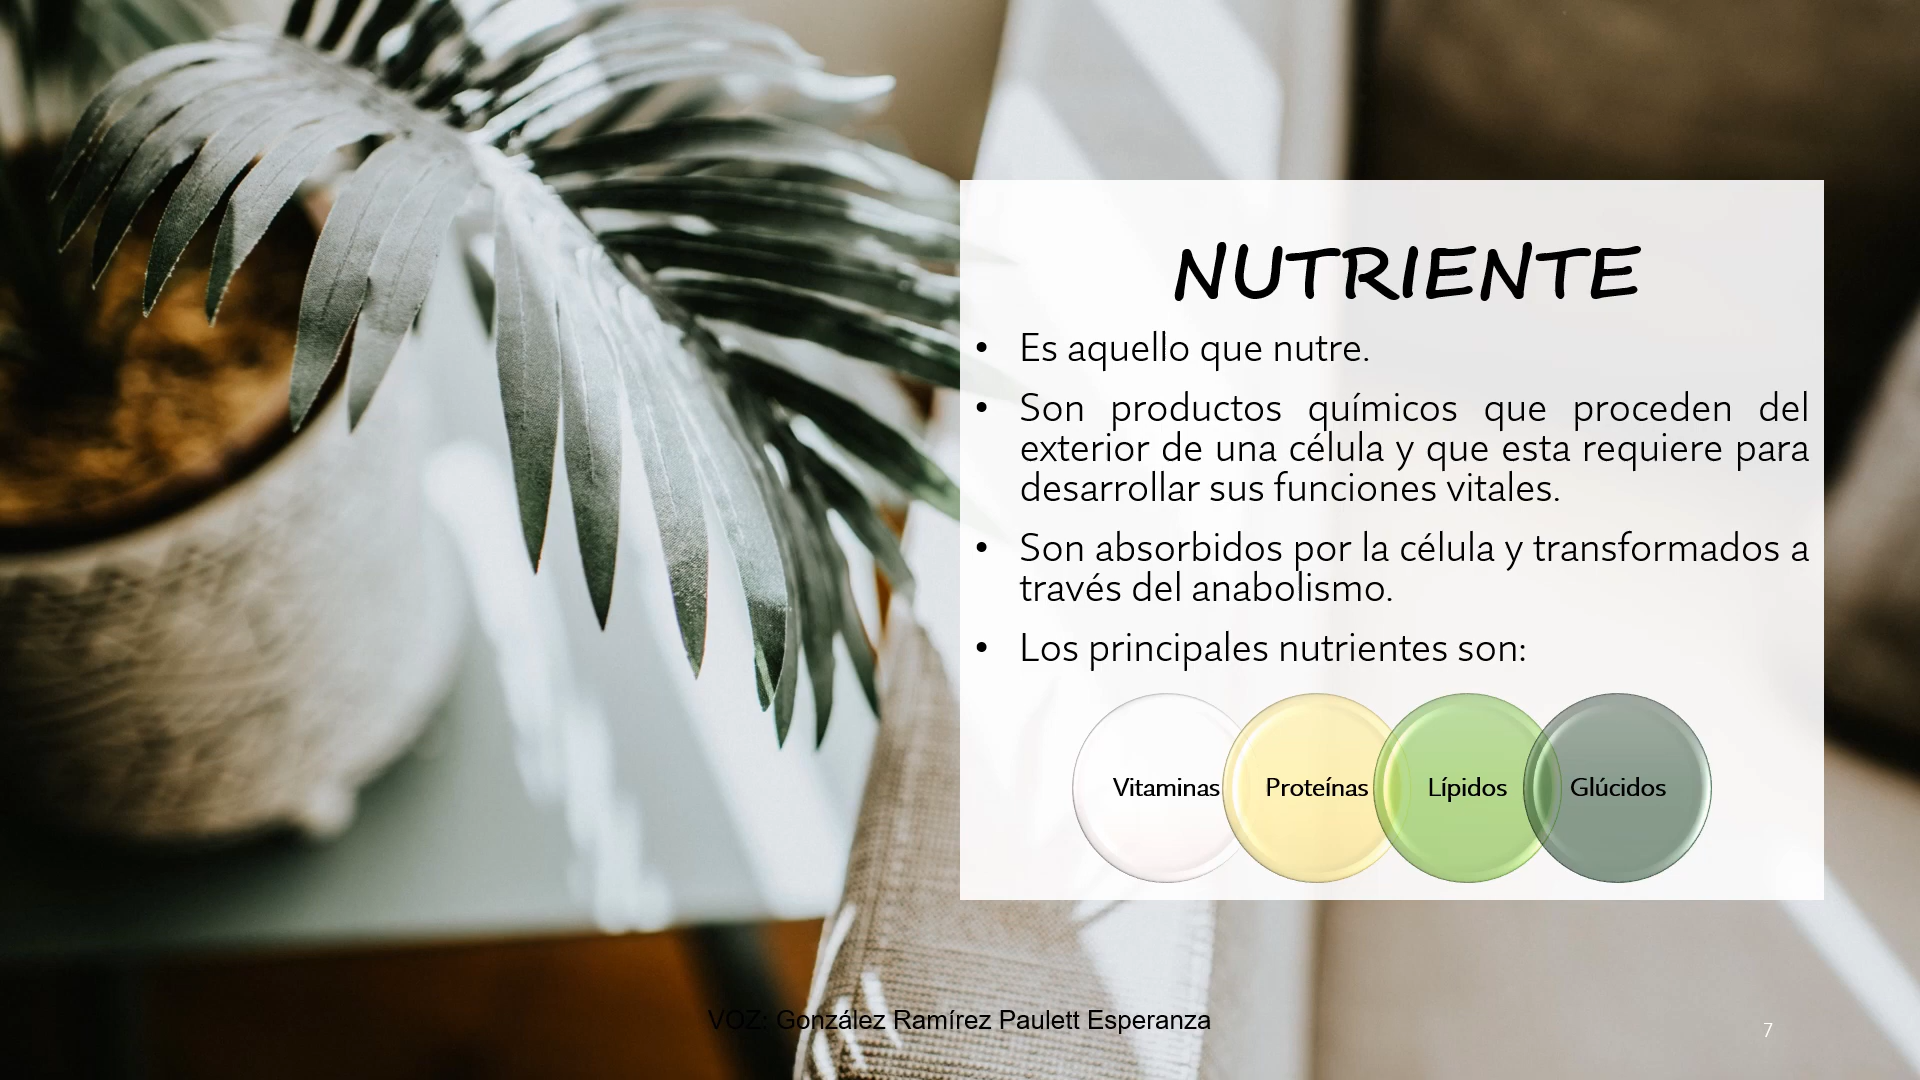 NUTRIENTE
• Es aquello que nutre.
• Son productos químicos que proceden del
exterior de una célula y que esta requiere para
desarrollar sus funciones vitales.
• Son absorbidos por la célula y transformados a
través del anabolismo.
• Los principales nutrientes son:
Vitaminas Proteínas Lípidos Glúcidos
VOZ: González Ramírez Paulett Esperanza
7